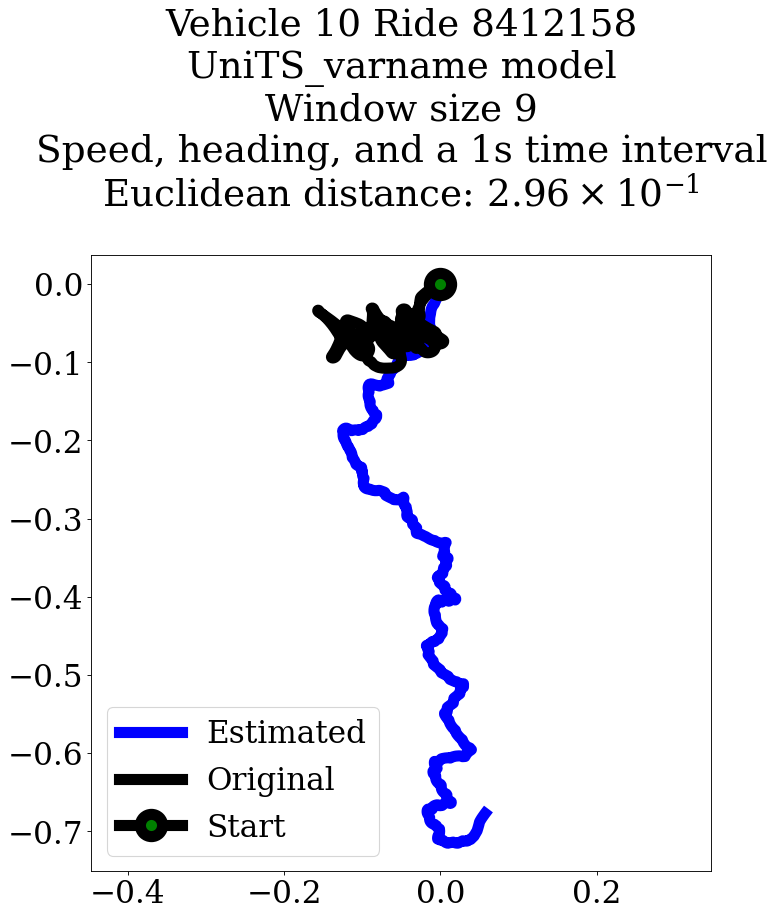 Vehicle 10 Ride 8412158
UniTS_varname model
Window size 9
Speed, heading, and a 1s time interval
Euclidean distance: 2.96 × 10⁻¹
0.0
−0.1
−0.2
−0.3
−0.4
−0.5
−0.6
−0.7
Estimated
Original
Start
−0.4
−0.2
0.0
0.2